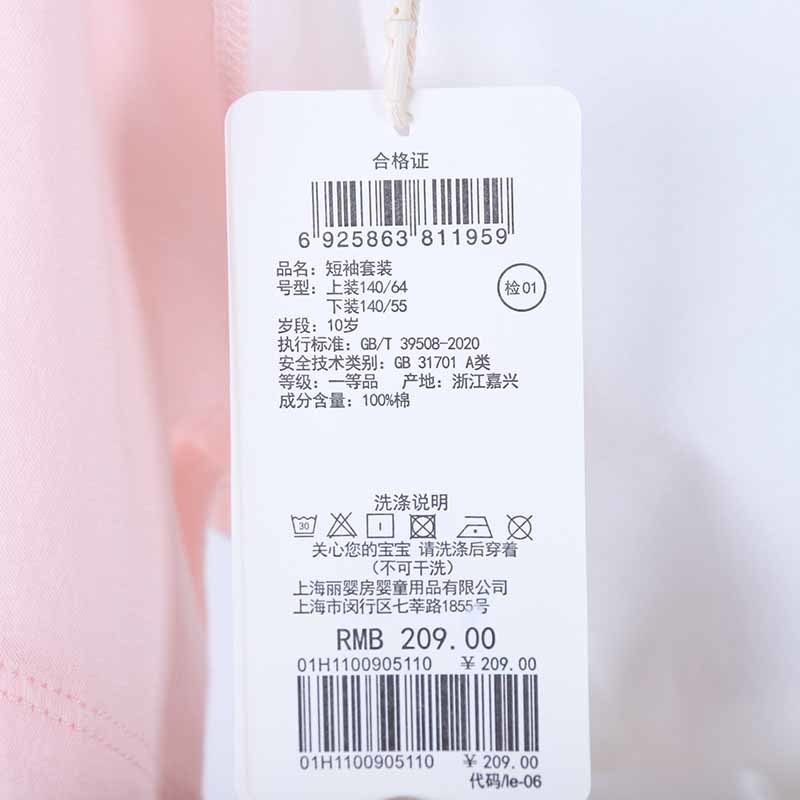 合格证
6 925863 811959
品名：短袖套装
号型：上装140/64
检01
下装140/55
岁段：10岁
执行标准：GB/T 39508-2020
安全技术类别：GB 31701 A类
等级：一等品 产地：浙江嘉兴
成分含量：100%棉
洗涤说明
30
关心您的宝宝 请洗涤后穿着
（不可干洗）
上海丽婴房婴童用品有限公司
上海市闵行区七莘路1855号
RMB 209.00
01H1100905110 ￥209.00
01H1100905110 ￥209.00
代码/le-06